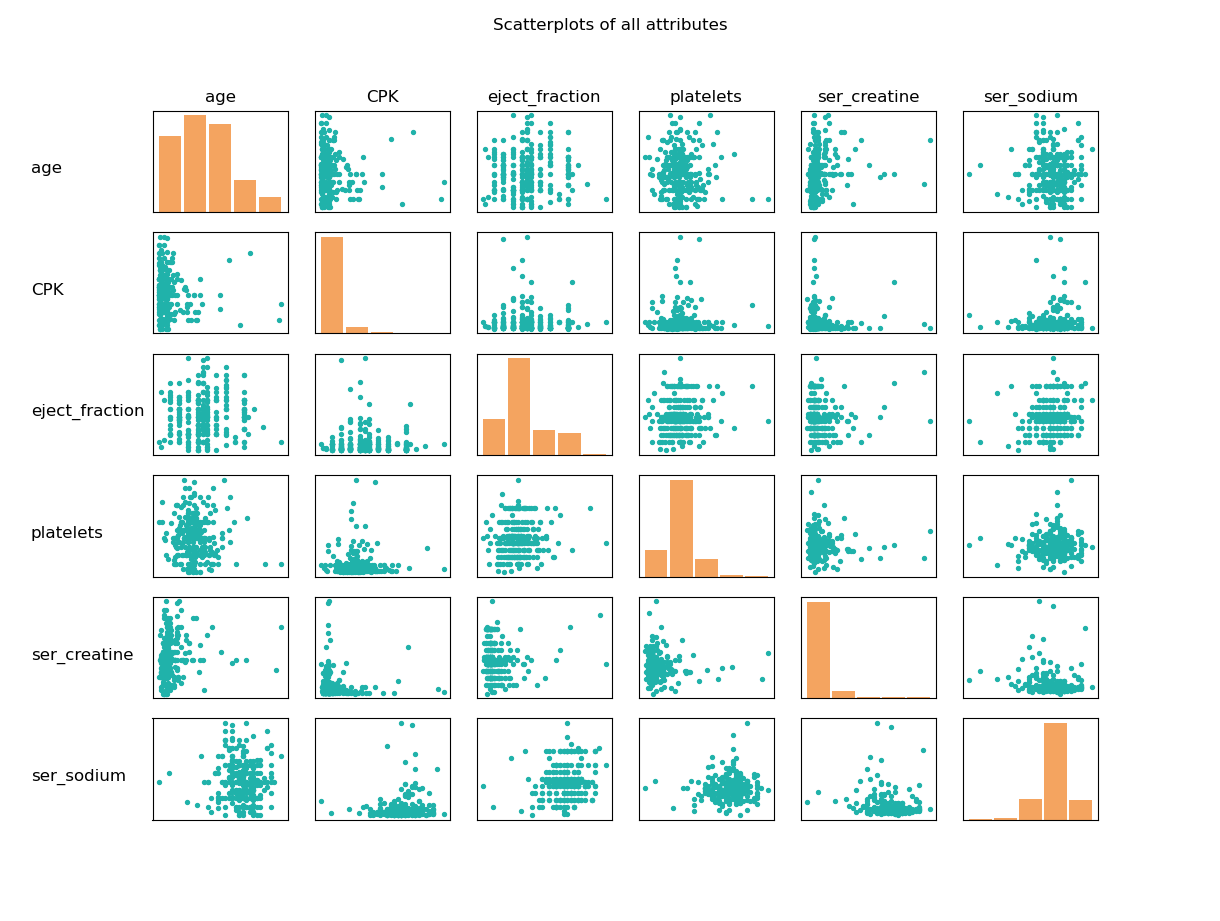 Scatterplots of all attributes
age CPK eject_fraction platelets ser_creatine ser_sodium
age
CPK
eject_fraction
platelets
ser_creatine
ser_sodium